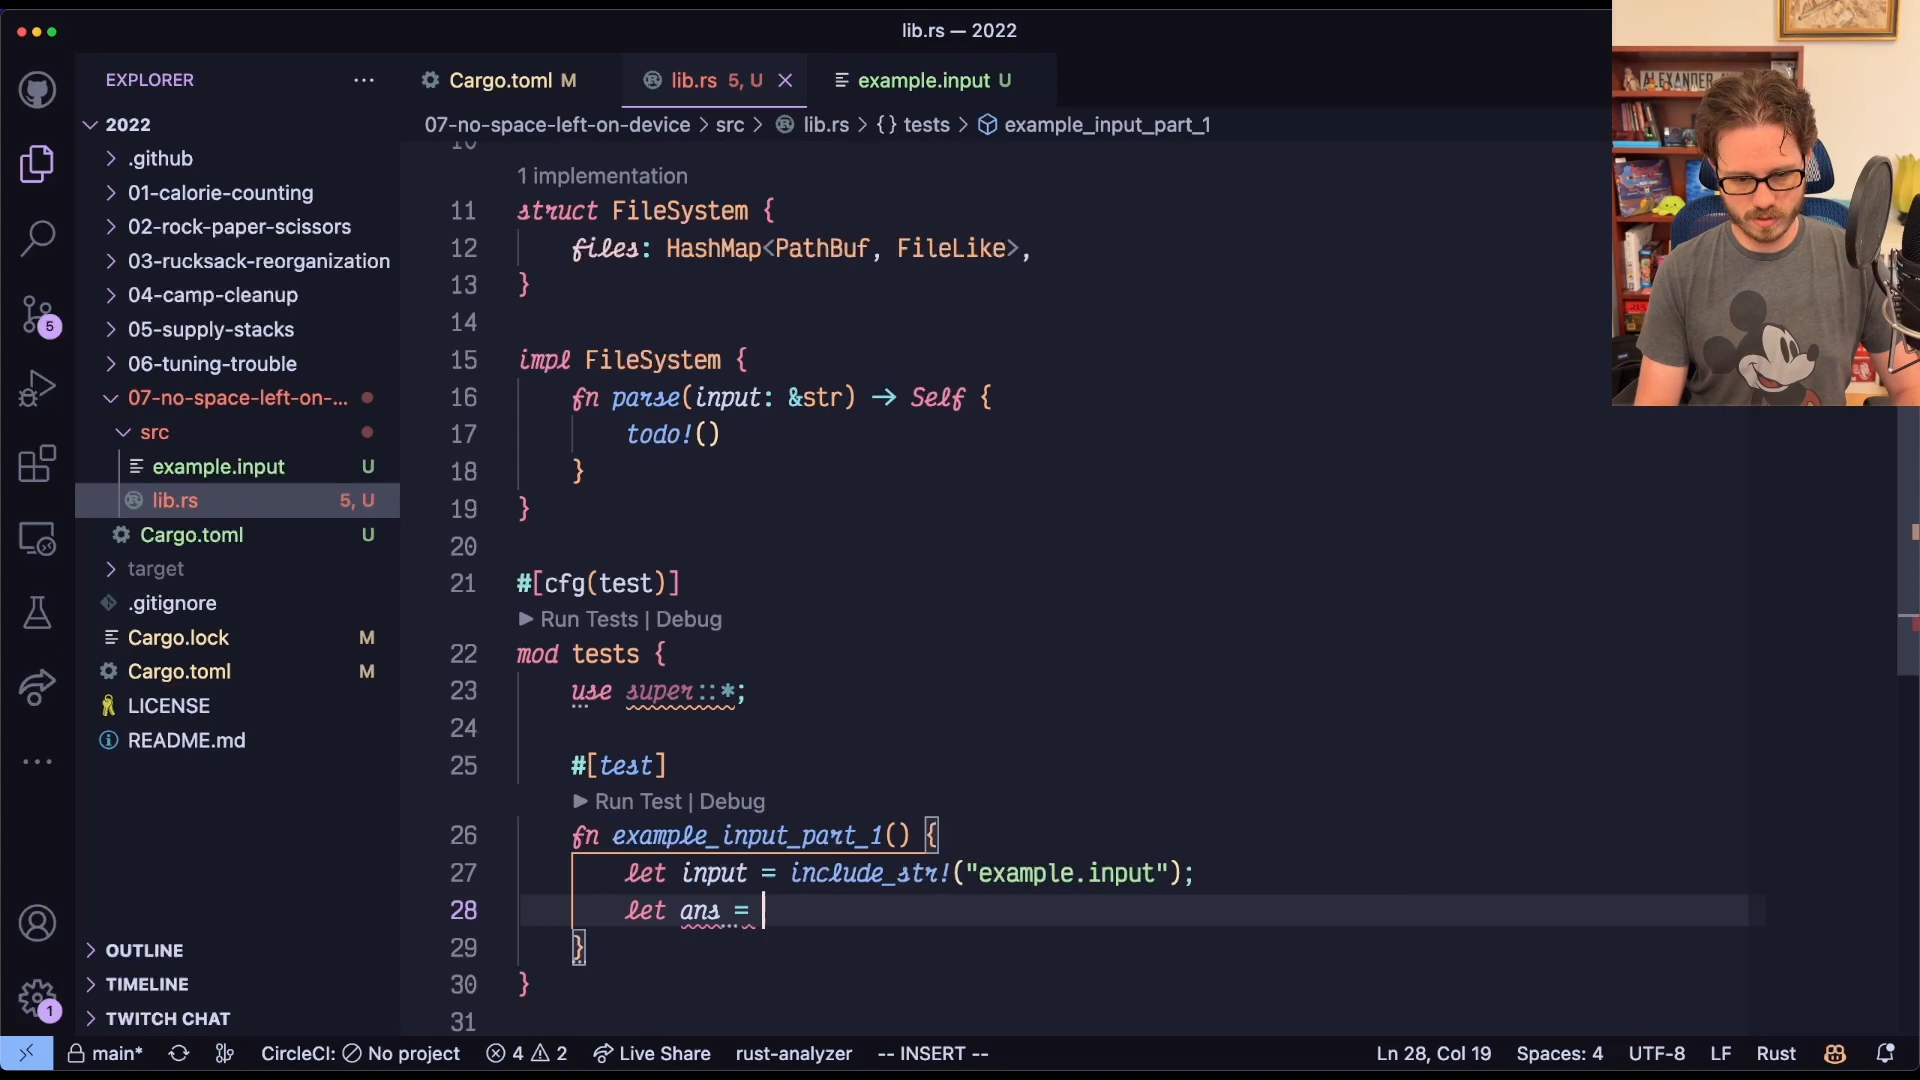 lib.rs — 2022
EXPLORER
Cargo.toml M
lib.rs 5, U
example.input U
07-no-space-left-on-device > src > lib.rs > {} tests > example_input_part_1
2022
.github
01-calorie-counting
02-rock-paper-scissors
03-rucksack-reorganization
04-camp-cleanup
05-supply-stacks
06-tuning-trouble
07-no-space-left-on-...
src
example.input U
lib.rs 5, U
Cargo.toml U
target
.gitignore
Cargo.lock M
Cargo.toml M
LICENSE
README.md
OUTLINE
TIMELINE
TWITCH CHAT
5
1
10
1 implementation
11 struct FileSystem {
12 files: HashMap<PathBuf, FileLike>,
13 }
14
15 impl FileSystem {
16 fn parse(input: &str) → Self {
17 todo!()
18 }
19 }
20
21 #[cfg(test)]
▶ Run Tests | Debug
22 mod tests {
23 use super::*;
24
25 #[test]
▶ Run Test | Debug
26 fn example_input_part_1() {
27 let input = include_str!("example.input");
28 let ans =
29 }
30 }
31
main* CircleCI: No project 4 2 Live Share rust-analyzer -- INSERT -- Ln 28, Col 19 Spaces: 4 UTF-8 LF Rust